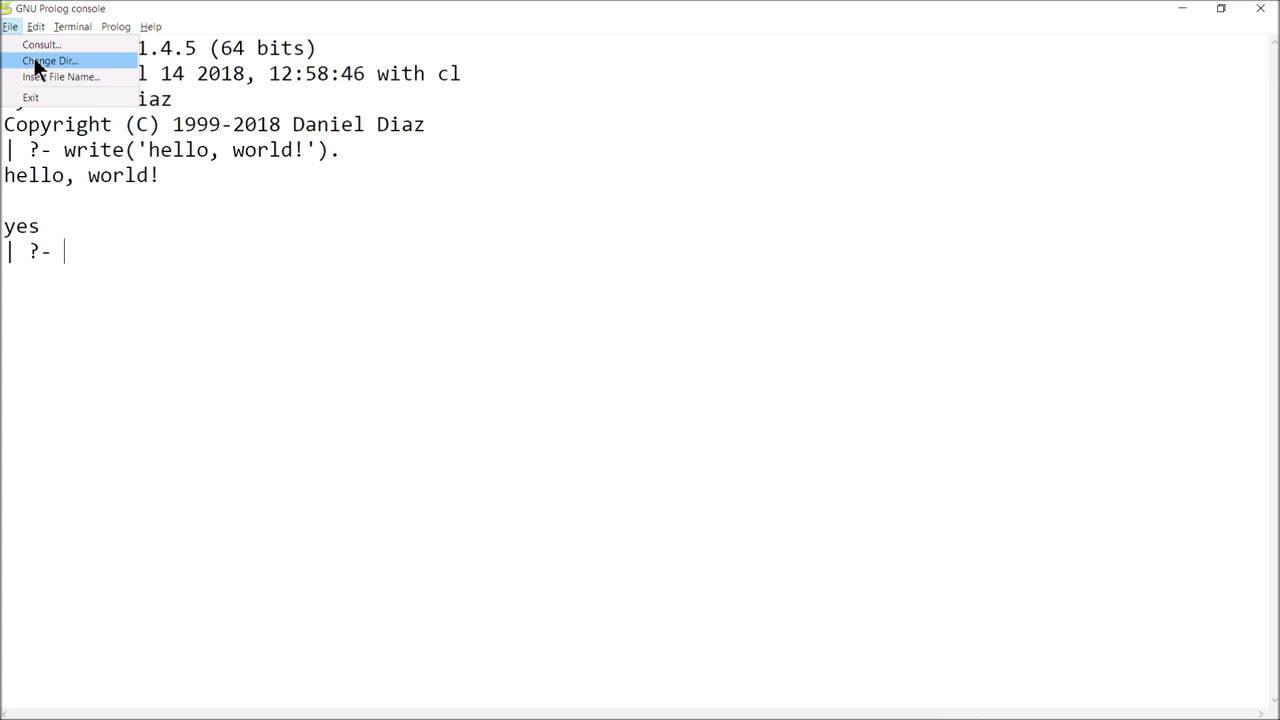 GNU Prolog console
File Edit Terminal Prolog Help
Consult...
Change Dir...
Insert File Name...
Exit
1.4.5 (64 bits)
l 14 2018, 12:58:46 with cl
iaz
Copyright (C) 1999-2018 Daniel Diaz
| ?- write('hello, world!').
hello, world!
yes
| ?-